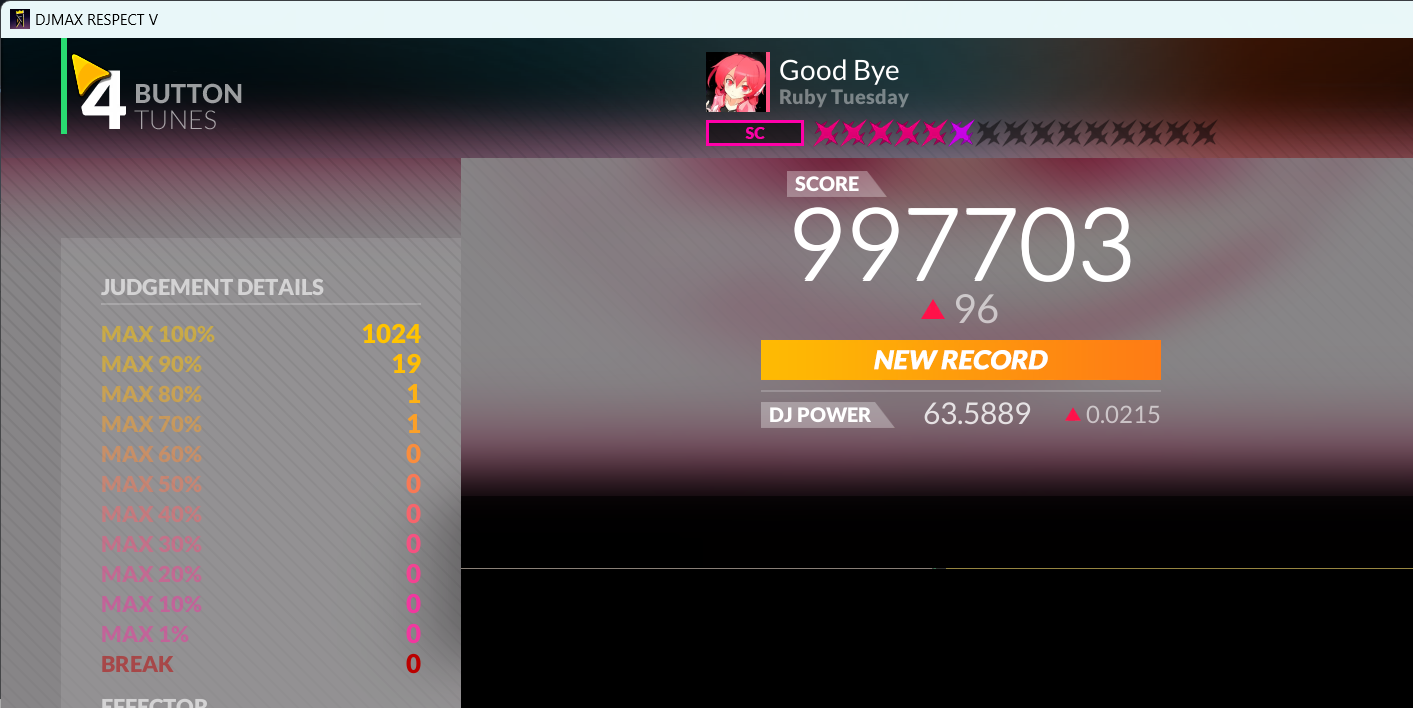 DJMAX RESPECT V
4 BUTTON
TUNES
Good Bye
Ruby Tuesday
SC
SCORE
997703
96
NEW RECORD
DJ POWER 63.5889 0.0215
JUDGEMENT DETAILS
MAX 100% 1024
MAX 90% 19
MAX 80% 1
MAX 70% 1
MAX 60% 0
MAX 50% 0
MAX 40% 0
MAX 30% 0
MAX 20% 0
MAX 10% 0
MAX 1% 0
BREAK 0
EFFECTOR